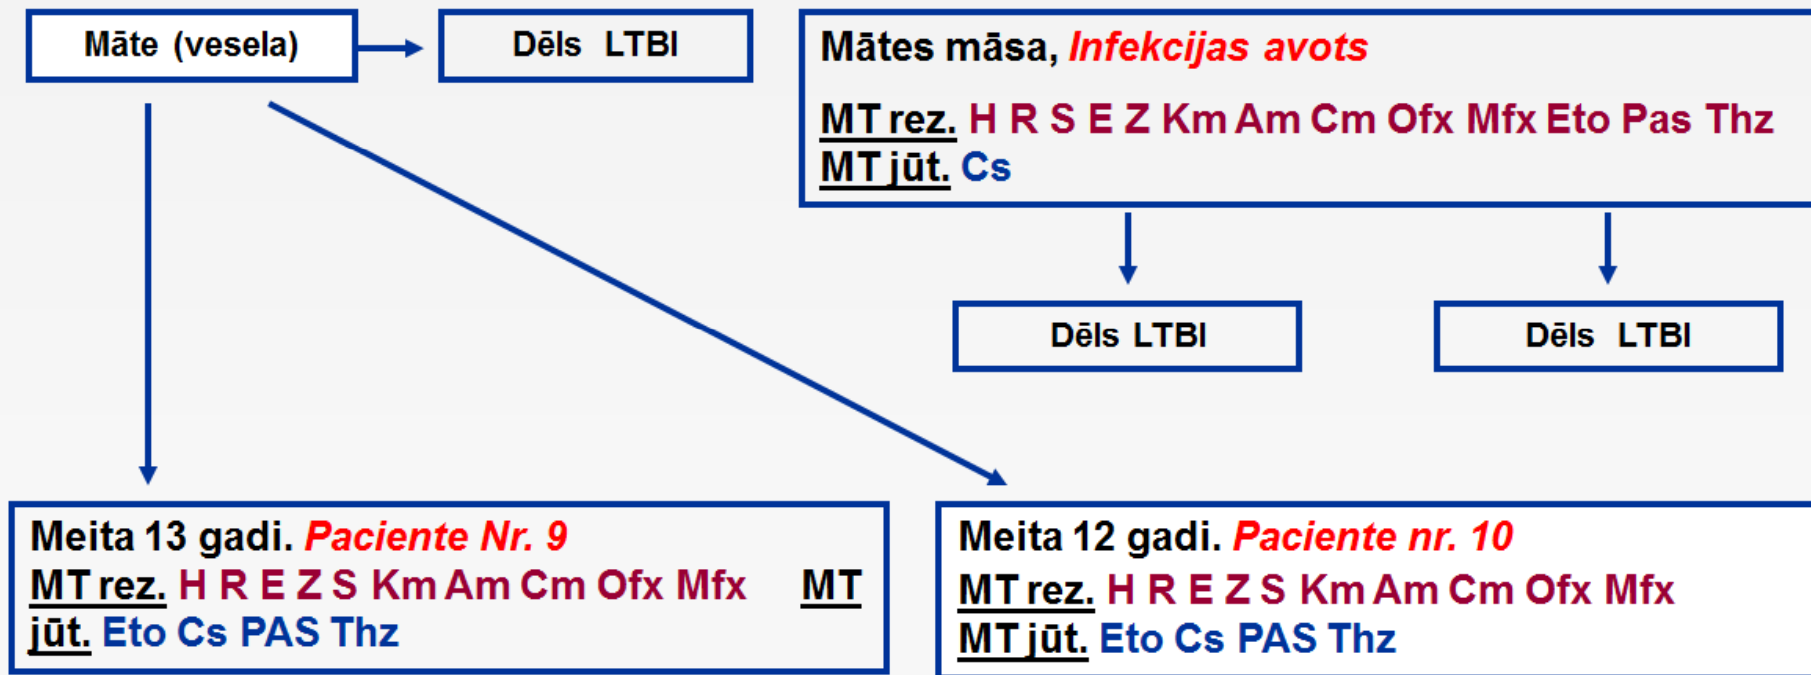 Māte (vesela)
Dēls LTBI
Mātes māsa, Infekcijas avots
MT rez. H R S E Z Km Am Cm Ofx Mfx Eto Pas Thz
MT jūt. Cs
Dēls LTBI
Dēls LTBI
Meita 13 gadi. Paciente Nr. 9
MT rez. H R E Z S Km Am Cm Ofx Mfx MT
jūt. Eto Cs PAS Thz
Meita 12 gadi. Paciente nr. 10
MT rez. H R E Z S Km Am Cm Ofx Mfx
MT jūt. Eto Cs PAS Thz